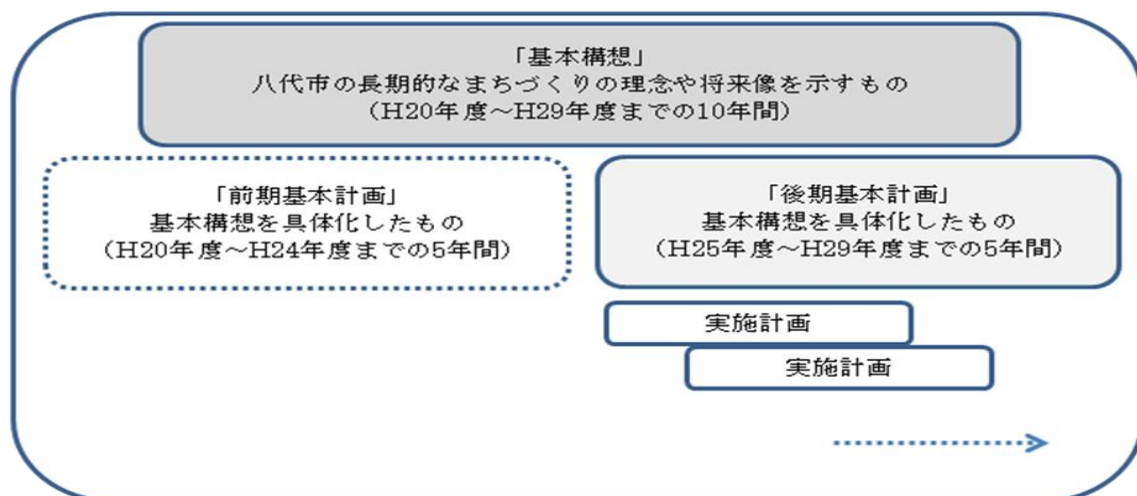 「基本構想」
八代市の長期的なまちづくりの理念や将来像を示すもの
（H20年度～H29年度までの10年間）
「前期基本計画」
基本構想を具体化したもの
（H20年度～H24年度までの5年間）
「後期基本計画」
基本構想を具体化したもの
（H25年度～H29年度までの5年間）
実施計画
実施計画